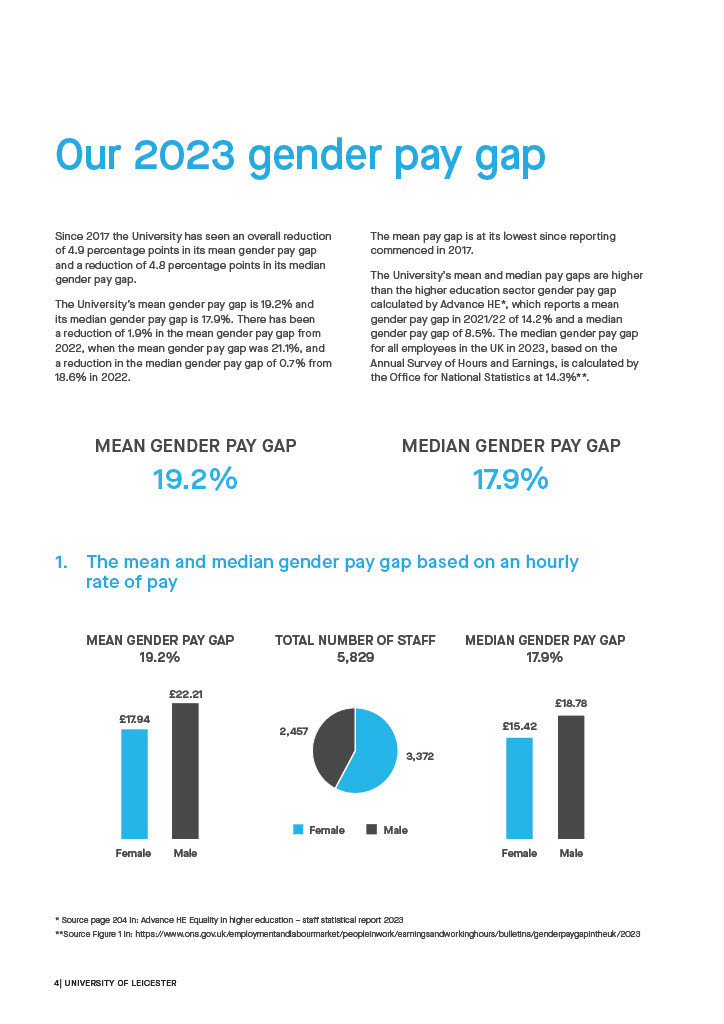 Our 2023 gender pay gap
Since 2017 the University has seen an overall reduction
of 4.9 percentage points in its mean gender pay gap
and a reduction of 4.8 percentage points in its median
gender pay gap.
The University's mean gender pay gap is 19.2% and
its median gender pay gap is 17.9%. There has been
a reduction of 1.9% in the mean gender pay gap from
2022, when the mean gender pay gap was 21.1%, and
a reduction in the median gender pay gap of 0.7% from
18.6% in 2022.
The mean pay gap is at its lowest since reporting
commenced in 2017.
The University's mean and median pay gaps are higher
than the higher education sector gender pay gap
calculated by Advance HE*, which reports a mean
gender pay gap in 2021/22 of 14.2% and a median
gender pay gap of 8.5%. The median gender pay gap
for all employees in the UK in 2023, based on the
Annual Survey of Hours and Earnings, is calculated by
the Office for National Statistics at 14.3%**.
MEAN GENDER PAY GAP
19.2%
MEDIAN GENDER PAY GAP
17.9%
1. The mean and median gender pay gap based on an hourly
rate of pay
MEAN GENDER PAY GAP
19.2%
£17.94
£22.21
Female
Male
TOTAL NUMBER OF STAFF
5,829
2,457
3,372
Female
Male
MEDIAN GENDER PAY GAP
17.9%
£15.42
£18.78
Female
Male
* Source page 204 in: Advance HE Equality in higher education – staff statistical report 2023
**Source Figure 1 in: https://www.ons.gov.uk/employmentandlabourmarket/peopleinwork/earningsandworkinghours/bulletins/genderpaygapintheuk/2023
4| UNIVERSITY OF LEICESTER